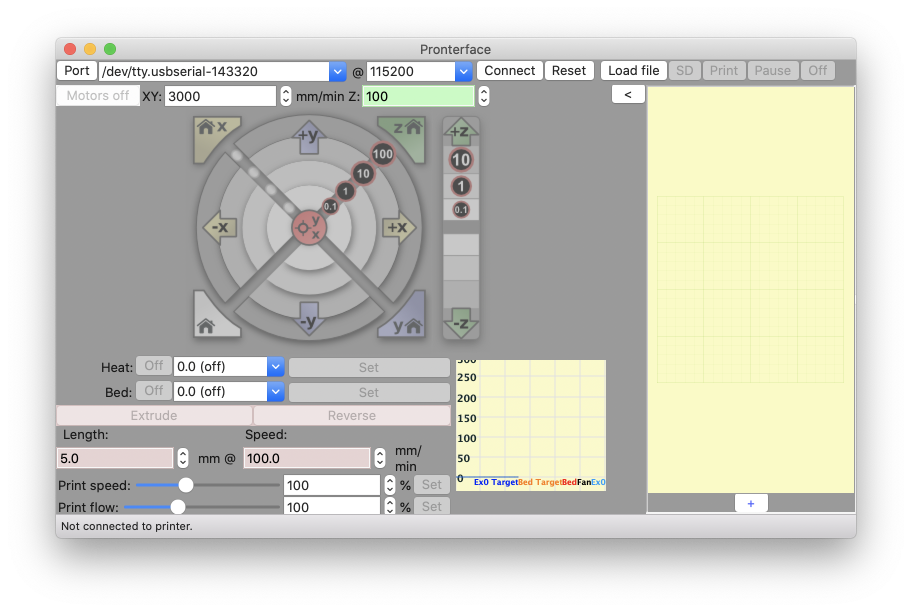 Pronterface
Port /dev/tty.usbserial-143320 @ 115200 Connect Reset Load file SD Print Pause Off
Motors off XY: 3000 mm/min Z: 100 <
x +y z +z
100 10
10 1
1 0.1
0.1
-x y x +x
-y y -z
Heat: Off 0.0 (off) Set
Bed: Off 0.0 (off) Set
Extrude Reverse
Length: Speed:
5.0 mm @ 100.0 mm/
min
Print speed: 100 % Set
Print flow: 100 % Set
300
250
200
150
100
50
0
Ex0 Target Bed Target Bed Fan Ex0
+
Not connected to printer.